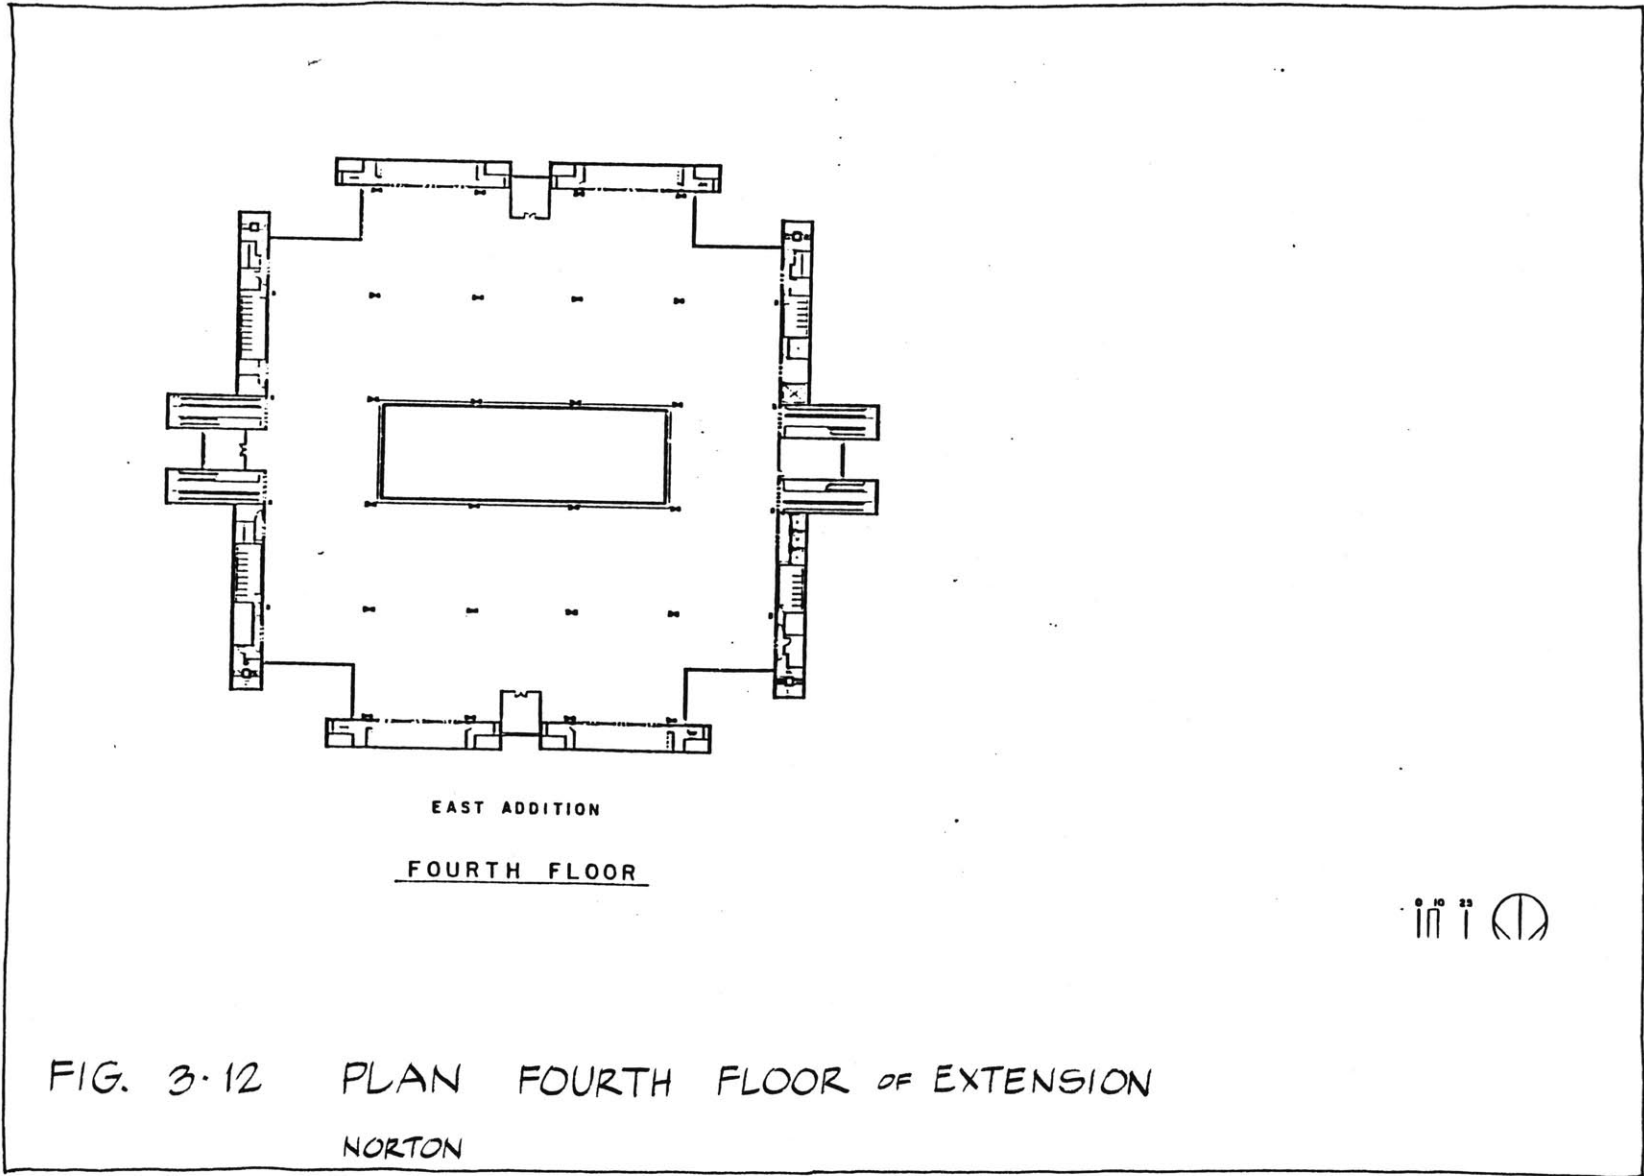 EAST ADDITION
FOURTH FLOOR
0 10 25
FIG. 3.12 PLAN FOURTH FLOOR OF EXTENSION
NORTON